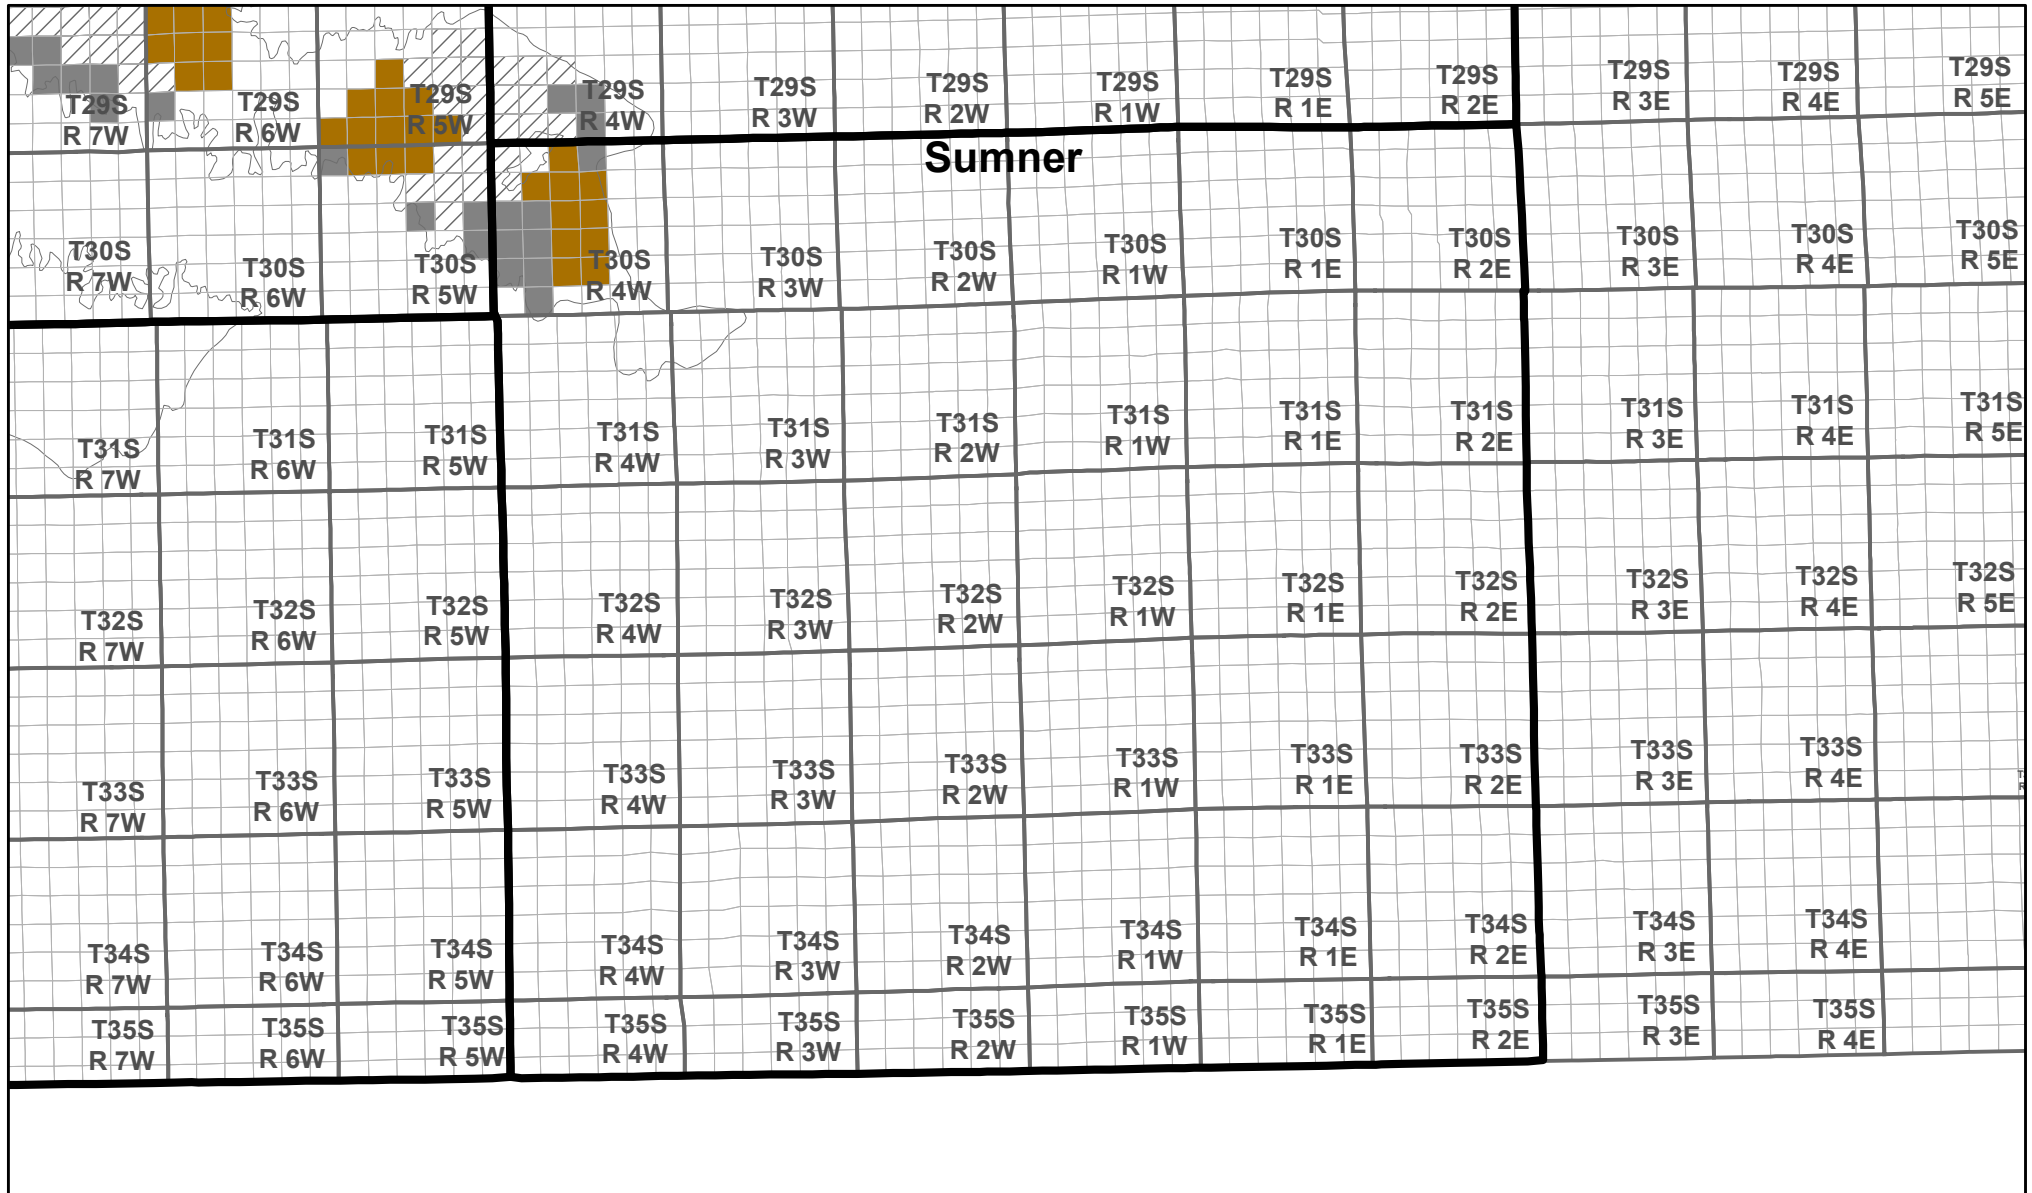 T29S
R 7W
T29S
R 6W
T29S
R 5W
T29S
R 4W
T29S
R 3W
T29S
R 2W
T29S
R 1W
T29S
R 1E
T29S
R 2E
T29S
R 3E
T29S
R 4E
T29S
R 5E
Sumner
T30S
R 7W
T30S
R 6W
T30S
R 5W
T30S
R 4W
T30S
R 3W
T30S
R 2W
T30S
R 1W
T30S
R 1E
T30S
R 2E
T30S
R 3E
T30S
R 4E
T30S
R 5E
T31S
R 7W
T31S
R 6W
T31S
R 5W
T31S
R 4W
T31S
R 3W
T31S
R 2W
T31S
R 1W
T31S
R 1E
T31S
R 2E
T31S
R 3E
T31S
R 4E
T31S
R 5E
T32S
R 7W
T32S
R 6W
T32S
R 5W
T32S
R 4W
T32S
R 3W
T32S
R 2W
T32S
R 1W
T32S
R 1E
T32S
R 2E
T32S
R 3E
T32S
R 4E
T32S
R 5E
T33S
R 7W
T33S
R 6W
T33S
R 5W
T33S
R 4W
T33S
R 3W
T33S
R 2W
T33S
R 1W
T33S
R 1E
T33S
R 2E
T33S
R 3E
T33S
R 4E
T34S
R 7W
T34S
R 6W
T34S
R 5W
T34S
R 4W
T34S
R 3W
T34S
R 2W
T34S
R 1W
T34S
R 1E
T34S
R 2E
T34S
R 3E
T34S
R 4E
T35S
R 7W
T35S
R 6W
T35S
R 5W
T35S
R 4W
T35S
R 3W
T35S
R 2W
T35S
R 1W
T35S
R 1E
T35S
R 2E
T35S
R 3E
T35S
R 4E